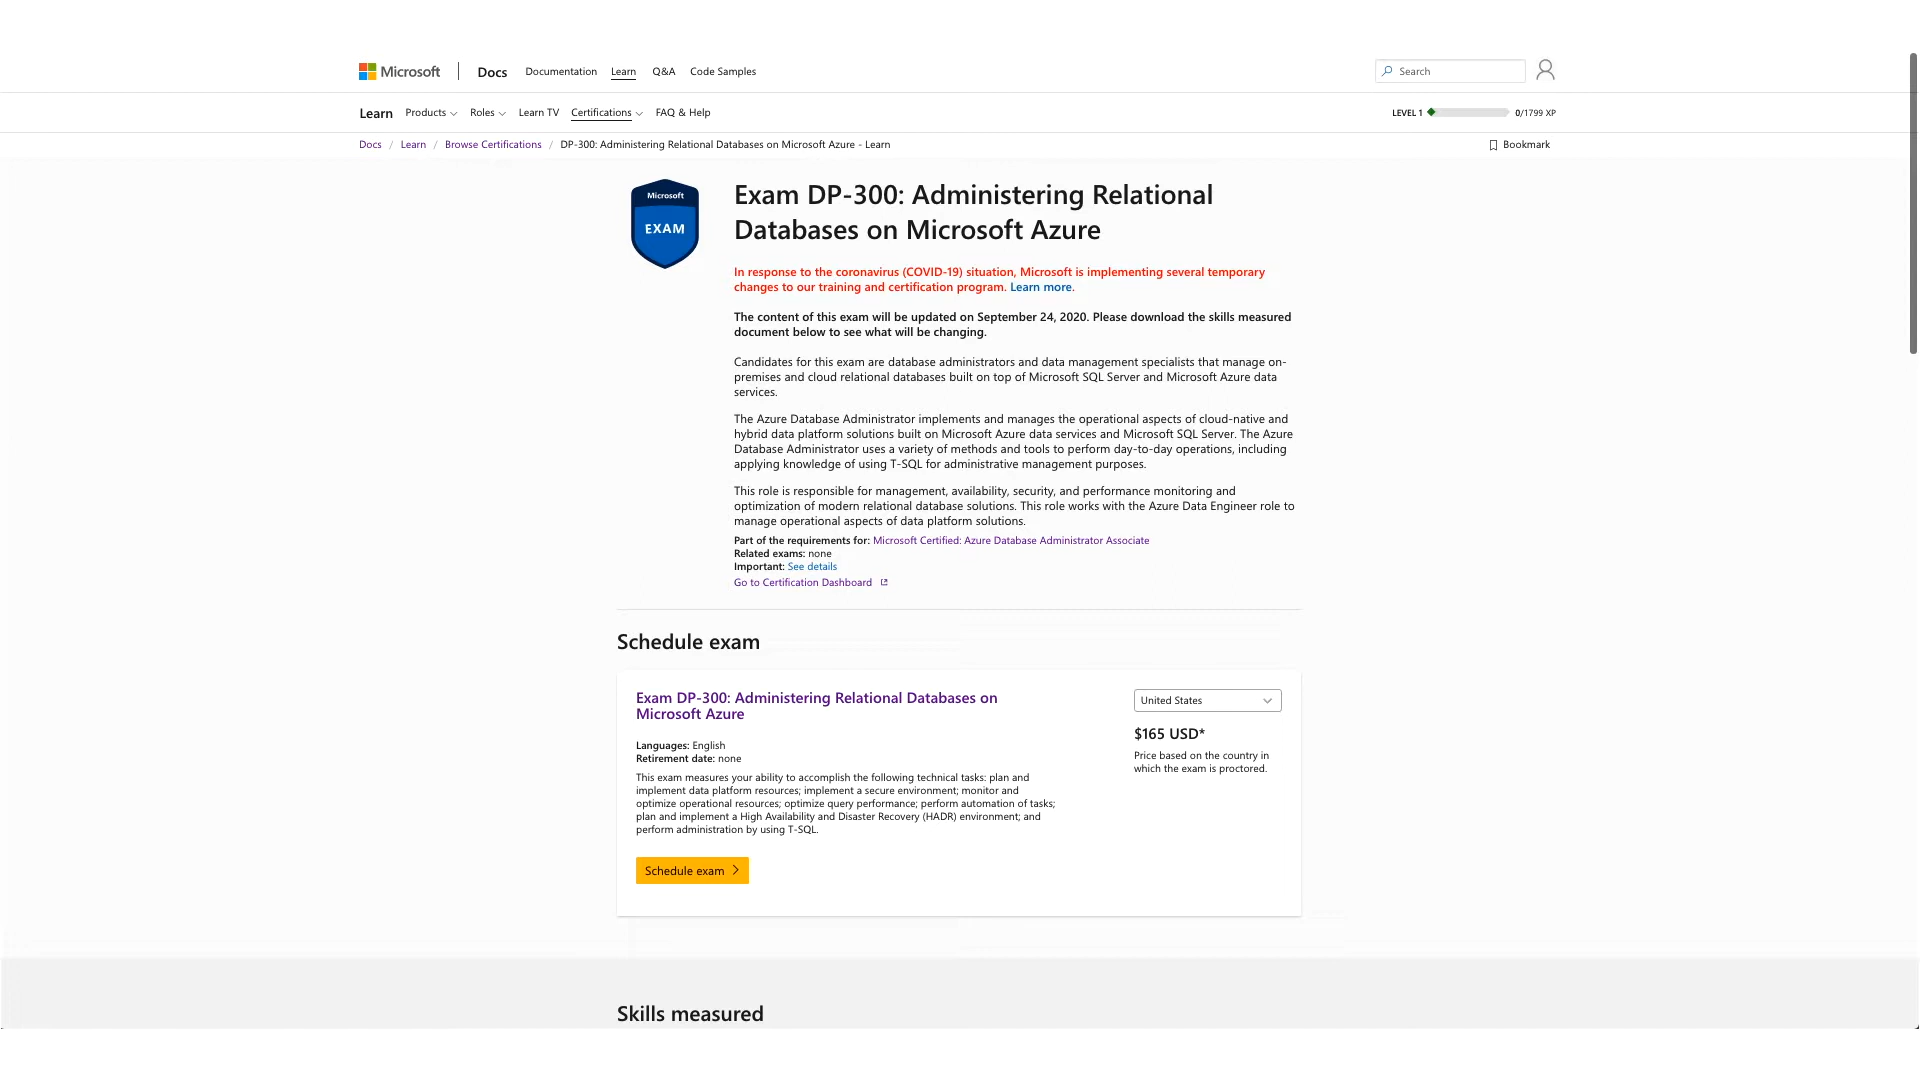 Microsoft Docs Documentation Learn Q&A Code Samples Search
Learn Products Roles Learn TV Certifications FAQ & Help LEVEL 1 0/1799 XP
Docs / Learn / Browse Certifications / DP-300: Administering Relational Databases on Microsoft Azure - Learn Bookmark
Microsoft
EXAM
Exam DP-300: Administering Relational
Databases on Microsoft Azure
In response to the coronavirus (COVID-19) situation, Microsoft is implementing several temporary
changes to our training and certification program. Learn more.
The content of this exam will be updated on September 24, 2020. Please download the skills measured
document below to see what will be changing.
Candidates for this exam are database administrators and data management specialists that manage on-
premises and cloud relational databases built on top of Microsoft SQL Server and Microsoft Azure data
services.
The Azure Database Administrator implements and manages the operational aspects of cloud-native and
hybrid data platform solutions built on Microsoft Azure data services and Microsoft SQL Server. The Azure
Database Administrator uses a variety of methods and tools to perform day-to-day operations, including
applying knowledge of using T-SQL for administrative management purposes.
This role is responsible for management, availability, security, and performance monitoring and
optimization of modern relational database solutions. This role works with the Azure Data Engineer role to
manage operational aspects of data platform solutions.
Part of the requirements for: Microsoft Certified: Azure Database Administrator Associate
Related exams: none
Important: See details
Go to Certification Dashboard
Schedule exam
Exam DP-300: Administering Relational Databases on
Microsoft Azure
Languages: English
Retirement date: none
This exam measures your ability to accomplish the following technical tasks: plan and
implement data platform resources; implement a secure environment; monitor and
optimize operational resources; optimize query performance; perform automation of tasks;
plan and implement a High Availability and Disaster Recovery (HADR) environment; and
perform administration by using T-SQL.
Schedule exam
United States
$165 USD*
Price based on the country in
which the exam is proctored.
Skills measured